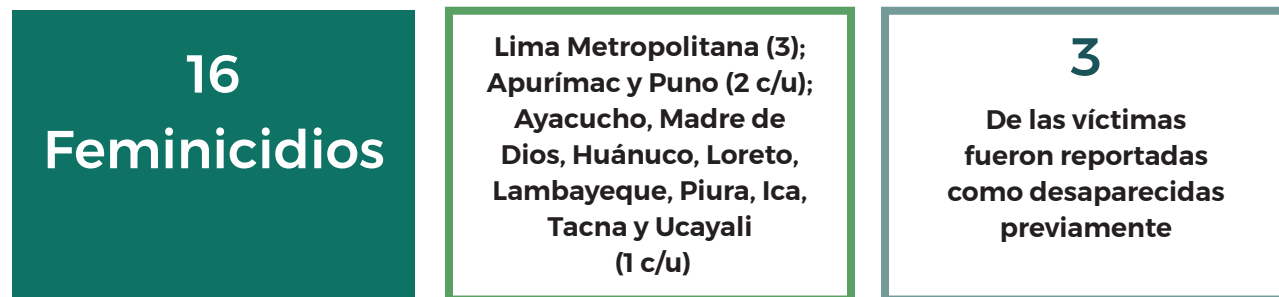 16
Feminicidios
Lima Metropolitana (3);
Apurímac y Puno (2 c/u);
Ayacucho, Madre de
Dios, Huánuco, Loreto,
Lambayeque, Piura, Ica,
Tacna y Ucayali
(1 c/u)
3
De las víctimas
fueron reportadas
como desaparecidas
previamente